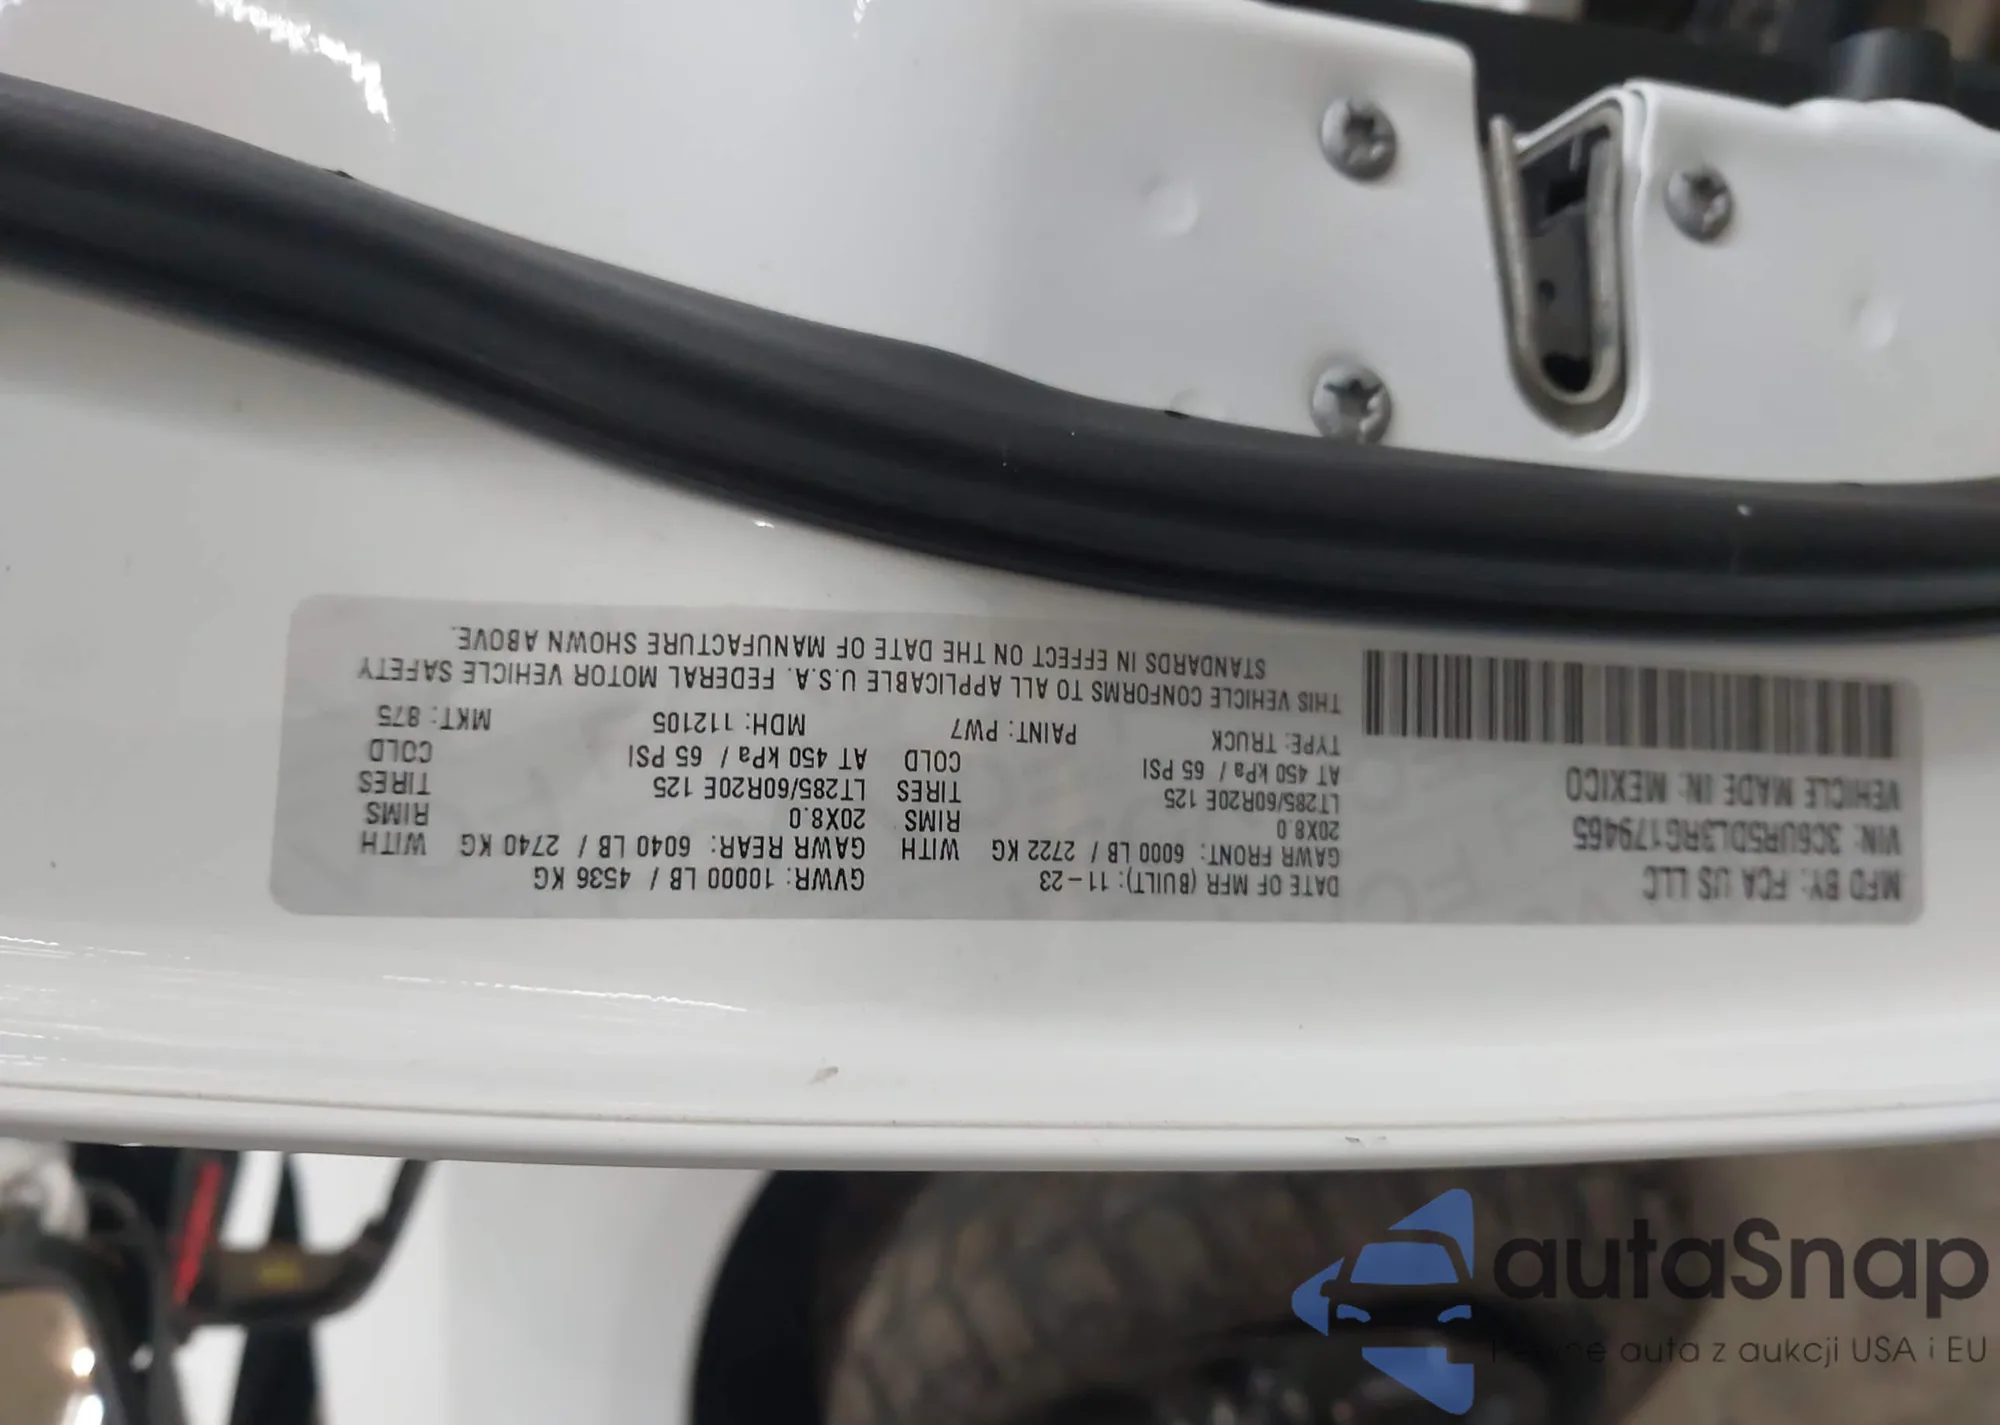 MFD BY: FCA US LLC
VIN: 3C6UR5DL3RG179465
VEHICLE MADE IN: MEXICO
DATE OF MFR (BUILT): 11-23
GVWR: 10000 LB / 4536 KG
GAWR FRONT: 6000 LB / 2722 KG WITH
GAWR REAR: 6040 LB / 2740 KG WITH
20X8.0 RIMS
20X8.0 RIMS
LT285/60R20E 125 TIRES
LT285/60R20E 125 TIRES
AT 450 kPa / 65 PSI COLD
AT 450 kPa / 65 PSI COLD
TYPE: TRUCK PAINT: PW7 MDH: 112105 MKT: 875
THIS VEHICLE CONFORMS TO ALL APPLICABLE U.S.A. FEDERAL MOTOR VEHICLE SAFETY
STANDARDS IN EFFECT ON THE DATE OF MANUFACTURE SHOWN ABOVE.
autaSnap
auta z aukcji USA i EU